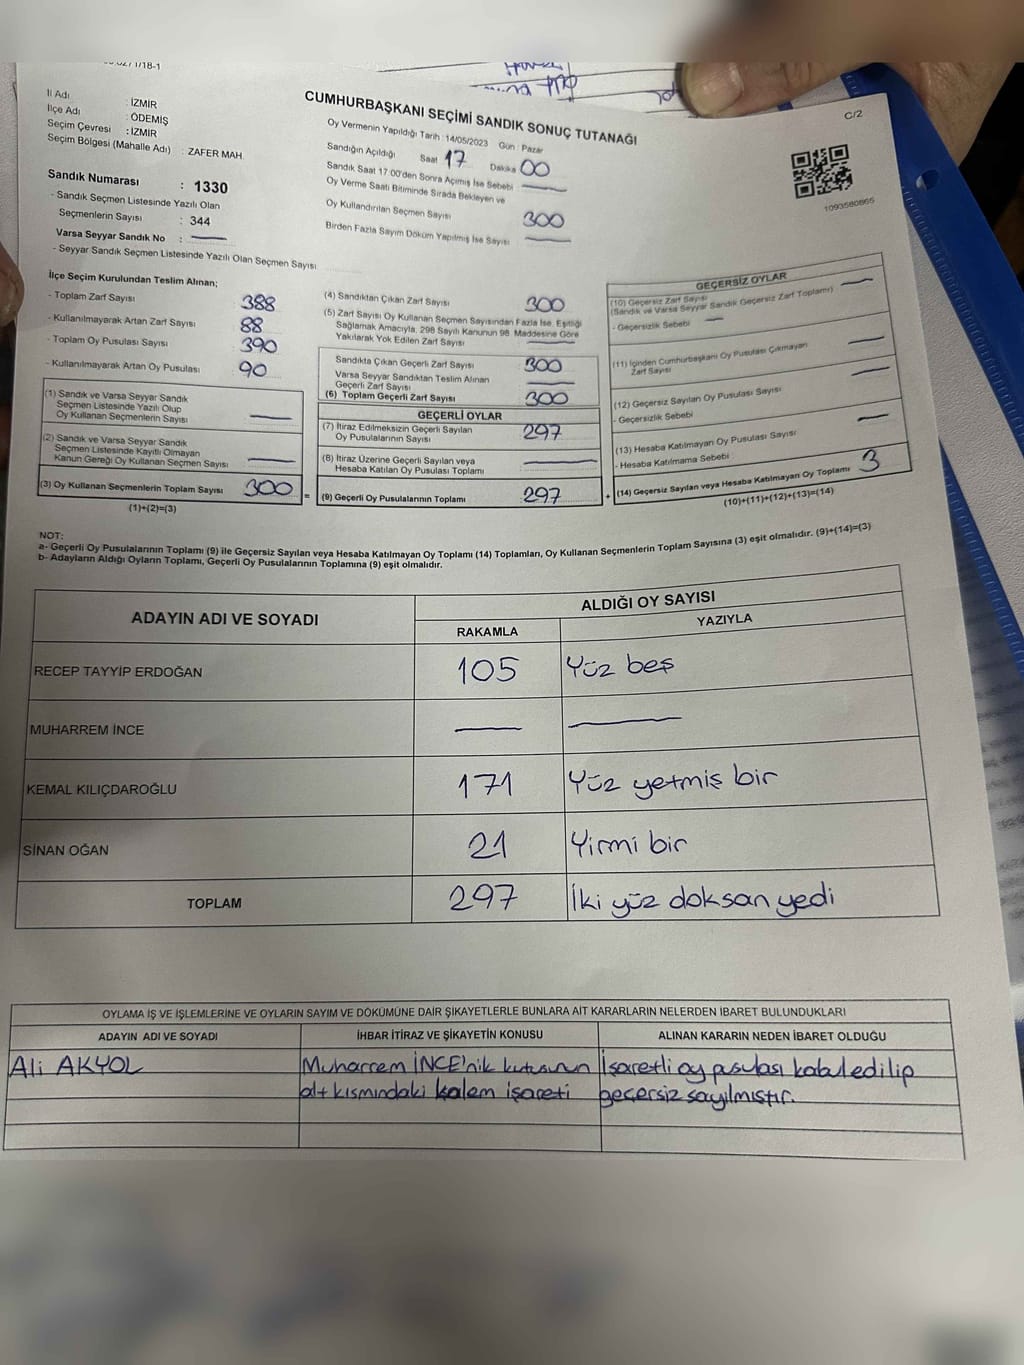 C/2
İl Adı : İZMİR
İlçe Adı : ÖDEMİŞ
Seçim Çevresi : İZMİR
Seçim Bölgesi (Mahalle Adı) : ZAFER MAH.
Sandık Numarası : 1330
- Sandık Seçmen Listesinde Yazılı Olan
Seçmenlerin Sayısı : 344
Varsa Seyyar Sandık No :
- Seyyar Sandık Seçmen Listesinde Yazılı Olan Seçmen Sayısı
CUMHURBAŞKANI SEÇİMİ SANDIK SONUÇ TUTANAĞI
Oy Vermenin Yapıldığı Tarih : 14/05/2023 Gün : Pazar
Sandığın Açıldığı Saat 17 Dakika 00
Sandık Saat 17:00'den Sonra Açılmış İse Sebebi
Oy Verme Saati Bitiminde Sırada Bekleyen ve
Oy Kullandırılan Seçmen Sayısı 300
Birden Fazla Sayım Döküm Yapılmış İse Sayısı
1093580865
İlçe Seçim Kurulundan Teslim Alınan;
- Toplam Zarf Sayısı 388
- Kullanılmayarak Artan Zarf Sayısı 88
- Toplam Oy Pusulası Sayısı 390
- Kullanılmayarak Artan Oy Pusulası 90
(1) Sandık ve Varsa Seyyar Sandık
Seçmen Listesinde Yazılı Olup
Oy Kullanan Seçmenlerin Sayısı
(2) Sandık ve Varsa Seyyar Sandık
Seçmen Listesinde Kayıtlı Olmayan
Kanun Gereği Oy Kullanan Seçmen Sayısı
(3) Oy Kullanan Seçmenlerin Toplam Sayısı 300 =
(1)+(2)=(3)
(4) Sandıktan Çıkan Zarf Sayısı 300
(5) Zarf Sayısı Oy Kullanan Seçmen Sayısından Fazla İse, Eşitliği
Sağlamak Amacıyla, 298 Sayılı Kanunun 98. Maddesine Göre
Yakılarak Yok Edilen Zarf Sayısı
Sandıkta Çıkan Geçerli Zarf Sayısı 300
Varsa Seyyar Sandıktan Teslim Alınan
Geçerli Zarf Sayısı
(6) Toplam Geçerli Zarf Sayısı 300
GEÇERLİ OYLAR
(7) İtiraz Edilmeksizin Geçerli Sayılan
Oy Pusulalarının Sayısı 297
(8) İtiraz Üzerine Geçerli Sayılan veya
Hesaba Katılan Oy Pusulası Toplamı
(9) Geçerli Oy Pusulalarının Toplamı 297 +
GEÇERSİZ OYLAR
(10) Geçersiz Zarf Sayısı
(Sandık ve Varsa Seyyar Sandık Geçersiz Zarf Toplamı)
- Geçersizlik Sebebi
(11) İçinden Cumhurbaşkanı Oy Pusulası Çıkmayan
Zarf Sayısı
(12) Geçersiz Sayılan Oy Pusulası Sayısı
- Geçersizlik Sebebi
(13) Hesaba Katılmayan Oy Pusulası Sayısı
- Hesaba Katılmama Sebebi
(14) Geçersiz Sayılan veya Hesaba Katılmayan Oy Toplamı 3
(10)+(11)+(12)+(13)=(14)
NOT:
a- Geçerli Oy Pusulalarının Toplamı (9) ile Geçersiz Sayılan veya Hesaba Katılmayan Oy Toplamı (14) Toplamları, Oy Kullanan Seçmenlerin Toplam Sayısına (3) eşit olmalıdır. (9)+(14)=(3)
b- Adayların Aldığı Oyların Toplamı, Geçerli Oy Pusulalarının Toplamına (9) eşit olmalıdır.
ADAYIN ADI VE SOYADI
ALDIĞI OY SAYISI
RAKAMLA YAZIYLA
RECEP TAYYİP ERDOĞAN 105 Yüz beş
MUHARREM İNCE
KEMAL KILIÇDAROĞLU 171 Yüz yetmiş bir
SİNAN OĞAN 21 Yirmi bir
TOPLAM 297 İki yüz doksan yedi
OYLAMA İŞ VE İŞLEMLERİNE VE OYLARIN SAYIM VE DÖKÜMÜNE DAİR ŞİKAYETLERLE BUNLARA AİT KARARLARIN NELERDEN İBARET BULUNDUKLARI
ADAYIN ADI VE SOYADI İHBAR İTİRAZ VE ŞİKAYETİN KONUSU ALINAN KARARIN NEDEN İBARET OLDUĞU
Ali AKYOL Muharrem İNCE'nik kutusunun İşaretli oy pusulası kabul edilip
alt kısmındaki kalem işareti geçersiz sayılmıştır.